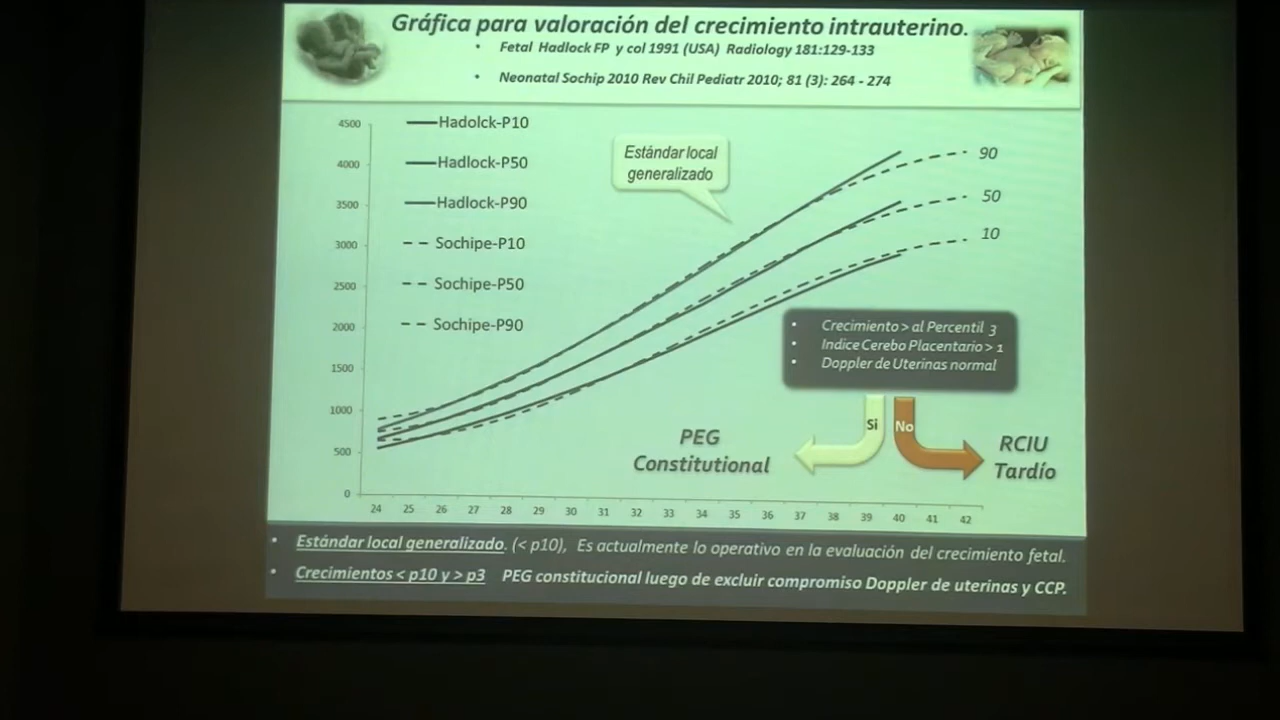 Gráfica para valoración del crecimiento intrauterino.
• Fetal Hadlock FP y col 1991 (USA) Radiology 181:129-133
• Neonatal Sochip 2010 Rev Chil Pediatr 2010; 81 (3): 264 - 274
4500
4000
3500
3000
2500
2000
1500
1000
500
0
Hadolck-P10
Hadlock-P50
Hadlock-P90
Sochipe-P10
Sochipe-P50
Sochipe-P90
Estándar local
generalizado
90
50
10
• Crecimiento > al Percentil 3
• Indice Cerebo Placentario > 1
• Doppler de Uterinas normal
Si No
PEG
Constitutional
RCIU
Tardío
24 25 26 27 28 29 30 31 32 33 34 35 36 37 38 39 40 41 42
• Estándar local generalizado. (< p10), Es actualmente lo operativo en la evaluación del crecimiento fetal.
• Crecimientos < p10 y > p3 PEG constitucional luego de excluir compromiso Doppler de uterinas y CCP.